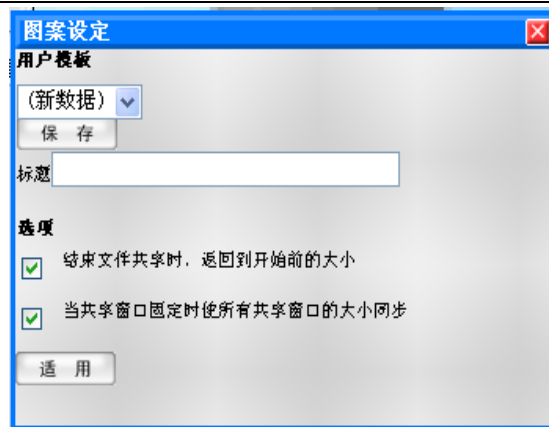 图案设定
用户模板
(新数据)
保 存
标题
选项
结束文件共享时，返回到开始前的大小
当共享窗口固定时使所有共享窗口的大小同步
适 用